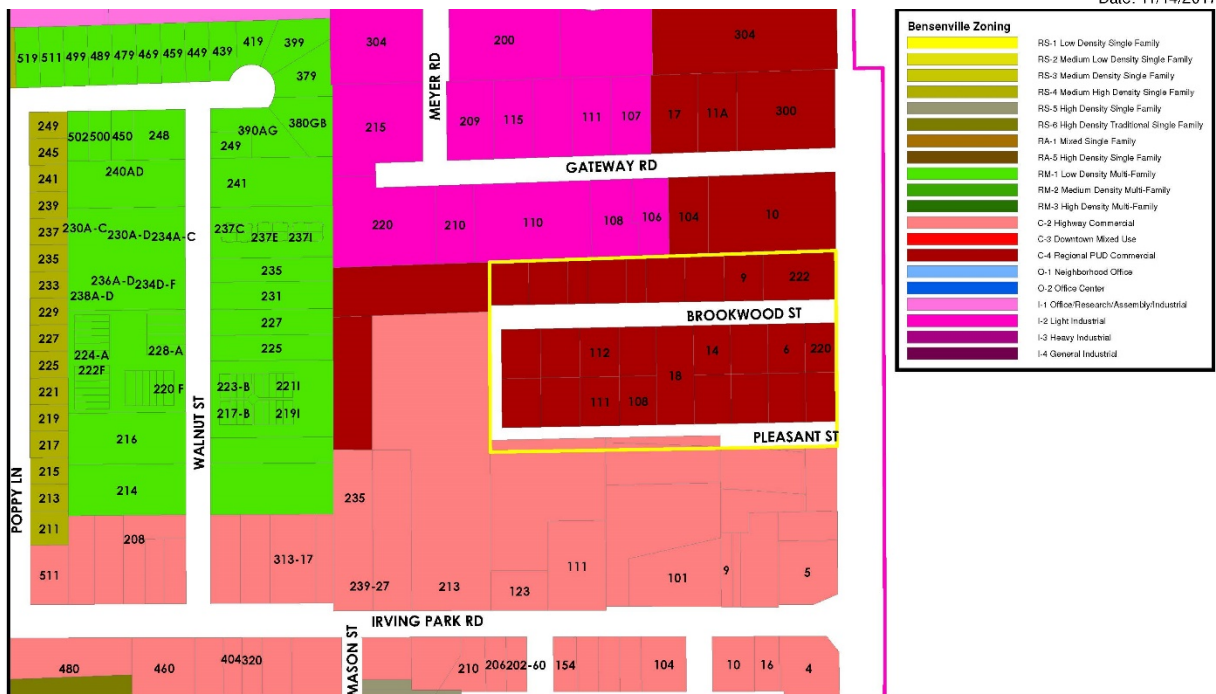 Date: 11/14/2017
519 511 499 489 479 469 459 449 439 419 399
379
304 200 304
MEYER RD
215 209 115 111 107 17 11A 300
249 502 500 450 248 249 390AG 380GB
245
240AD
241 241
GATEWAY RD
239
220 210 110 108 106 104 10
237 230A-C 230A-D 234A-C 237C 237E 237I
235 235
233 236A-D 234D-F 9 222
238A-D 231
229 227
BROOKWOOD ST
227 224-A 228-A 225 112 14 6 220
222F
225 18
221 220 F 223-B 221I 111 108
219 217-B 219I
217 216 WALNUT ST PLEASANT ST
215
213 214 235
POPPY LN
211 208
511 313-17 239-27 213 123 111 101 9 5
IRVING PARK RD
MASON ST
480 460 404 320 210 206 202-60 154 104 10 16 4
Bensenville Zoning
RS-1 Low Density Single Family
RS-2 Medium Low Density Single Family
RS-3 Medium Density Single Family
RS-4 Medium High Density Single Family
RS-5 High Density Single Family
RS-6 High Density Traditional Single Family
RA-1 Mixed Single Family
RA-5 High Density Single Family
RM-1 Low Density Multi-Family
RM-2 Medium Density Multi-Family
RM-3 High Density Multi-Family
C-2 Highway Commercial
C-3 Downtown Mixed Use
C-4 Regional PUD Commercial
O-1 Neighborhood Office
O-2 Office Center
I-1 Office/Research/Assembly/Industrial
I-2 Light Industrial
I-3 Heavy Industrial
I-4 General Industrial